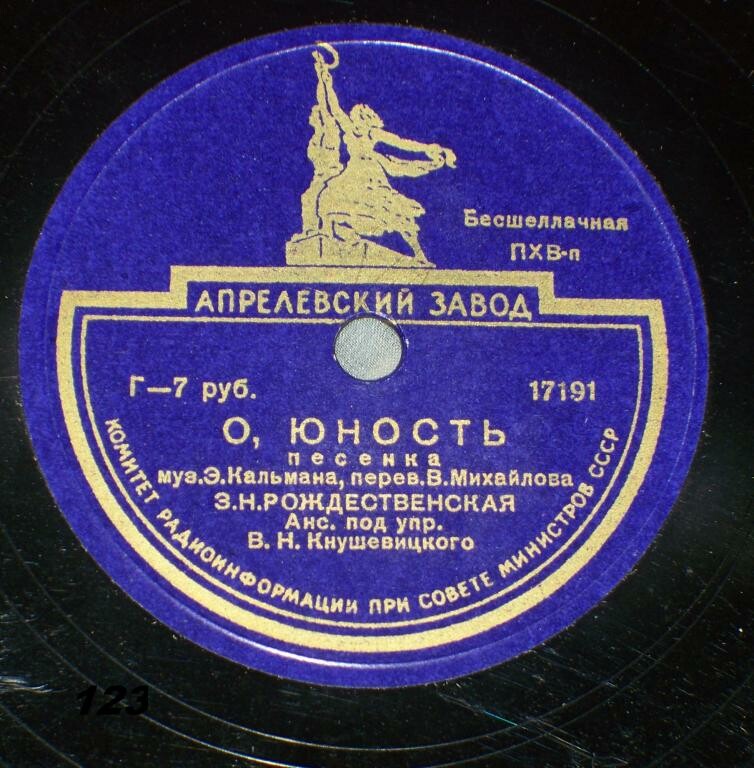 Бесшеллачная
ПХВ-п
АПРЕЛЕВСКИЙ ЗАВОД
Г—7 руб.
17191
О, ЮНОСТЬ
песенка
муз.Э.Кальмана, перев.В.Михайлова
З.Н.РОЖДЕСТВЕНСКАЯ
Анс. под упр.
В. Н. Кнушевицкого
КОМИТЕТ РАДИОИНФОРМАЦИИ ПРИ СОВЕТЕ МИНИСТРОВ СССР
123